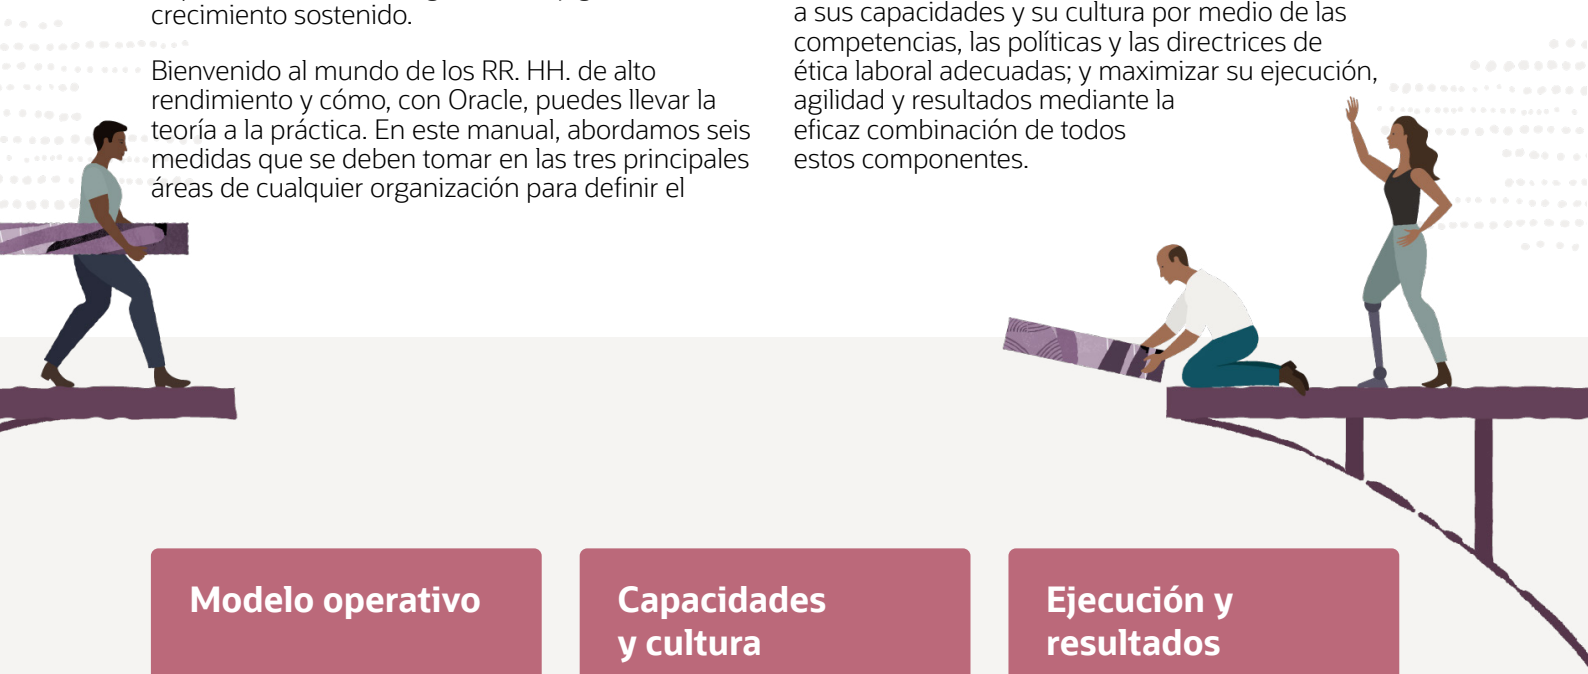 crecimiento sostenido.
Bienvenido al mundo de los RR. HH. de alto
rendimiento y cómo, con Oracle, puedes llevar la
teoría a la práctica. En este manual, abordamos seis
medidas que se deben tomar en las tres principales
áreas de cualquier organización para definir el
a sus capacidades y su cultura por medio de las
competencias, las políticas y las directrices de
ética laboral adecuadas; y maximizar su ejecución,
agilidad y resultados mediante la
eficaz combinación de todos
estos componentes.
Modelo operativo
Capacidades
y cultura
Ejecución y
resultados